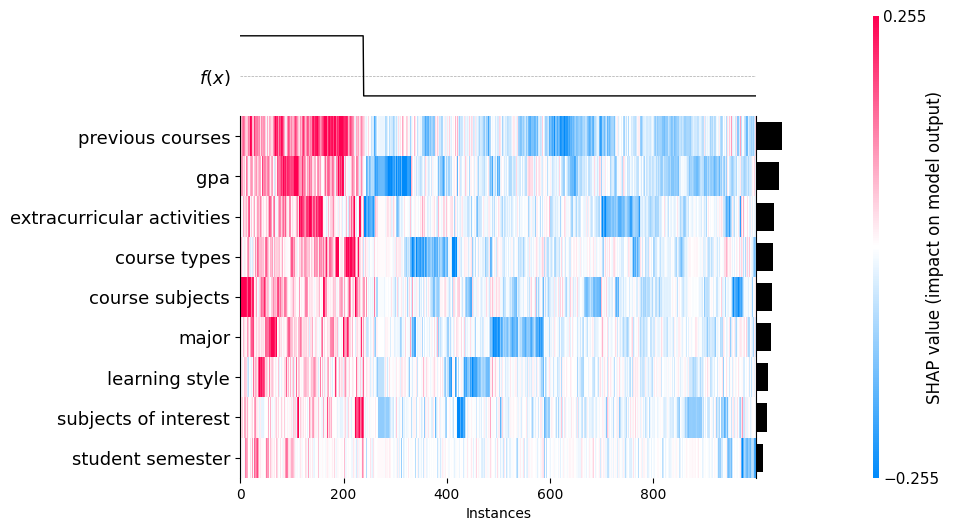 0.255
f(x)
previous courses
gpa
extracurricular activities
course types
course subjects
major
learning style
subjects of interest
student semester
0 200 400 600 800
Instances
SHAP value (impact on model output)
−0.255